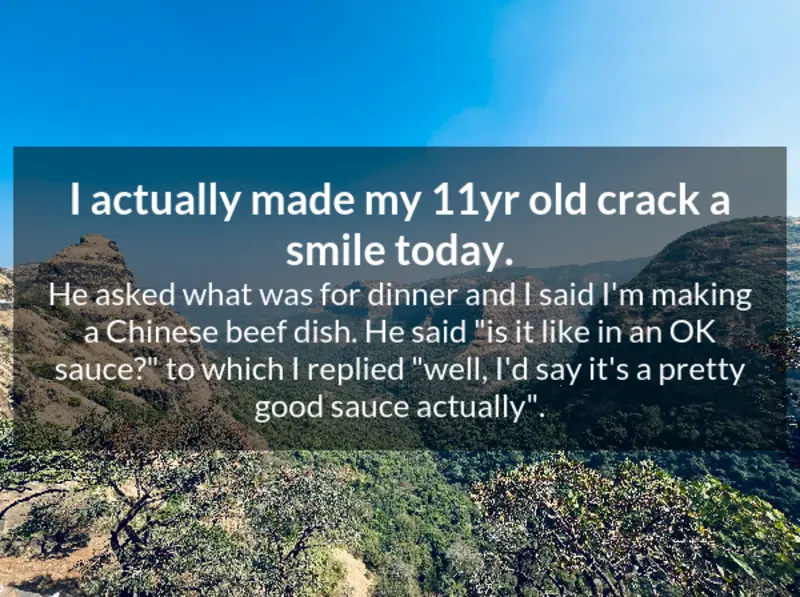 I actually made my 11yr old crack a
smile today.
He asked what was for dinner and I said I'm making
a Chinese beef dish. He said "is it like in an OK
sauce?" to which I replied "well, I'd say it's a pretty
good sauce actually".